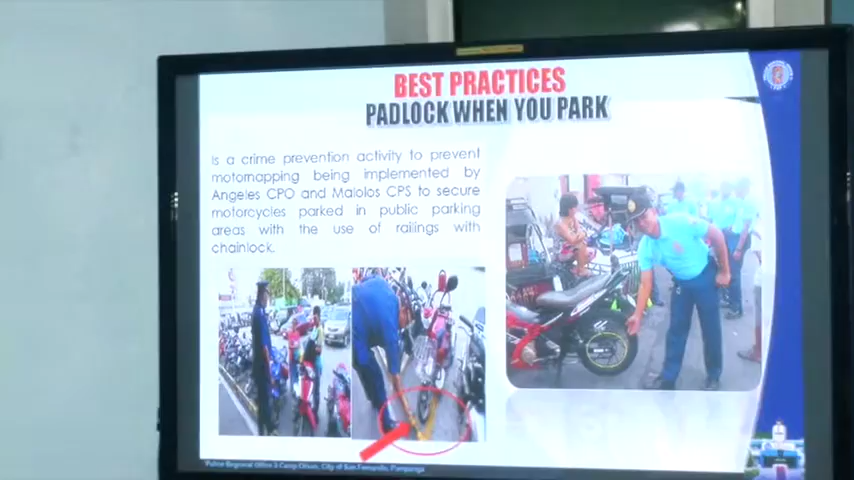 BEST PRACTICES
PADLOCK WHEN YOU PARK
Is a crime prevention activity to prevent
motornapping being implemented by
Angeles CPO and Malolos CPS to secure
motorcycles parked in public parking
areas with the use of railings with
chainlock.
Police Regional Office 3 Camp Olivas, City of San Fernando, Pampanga